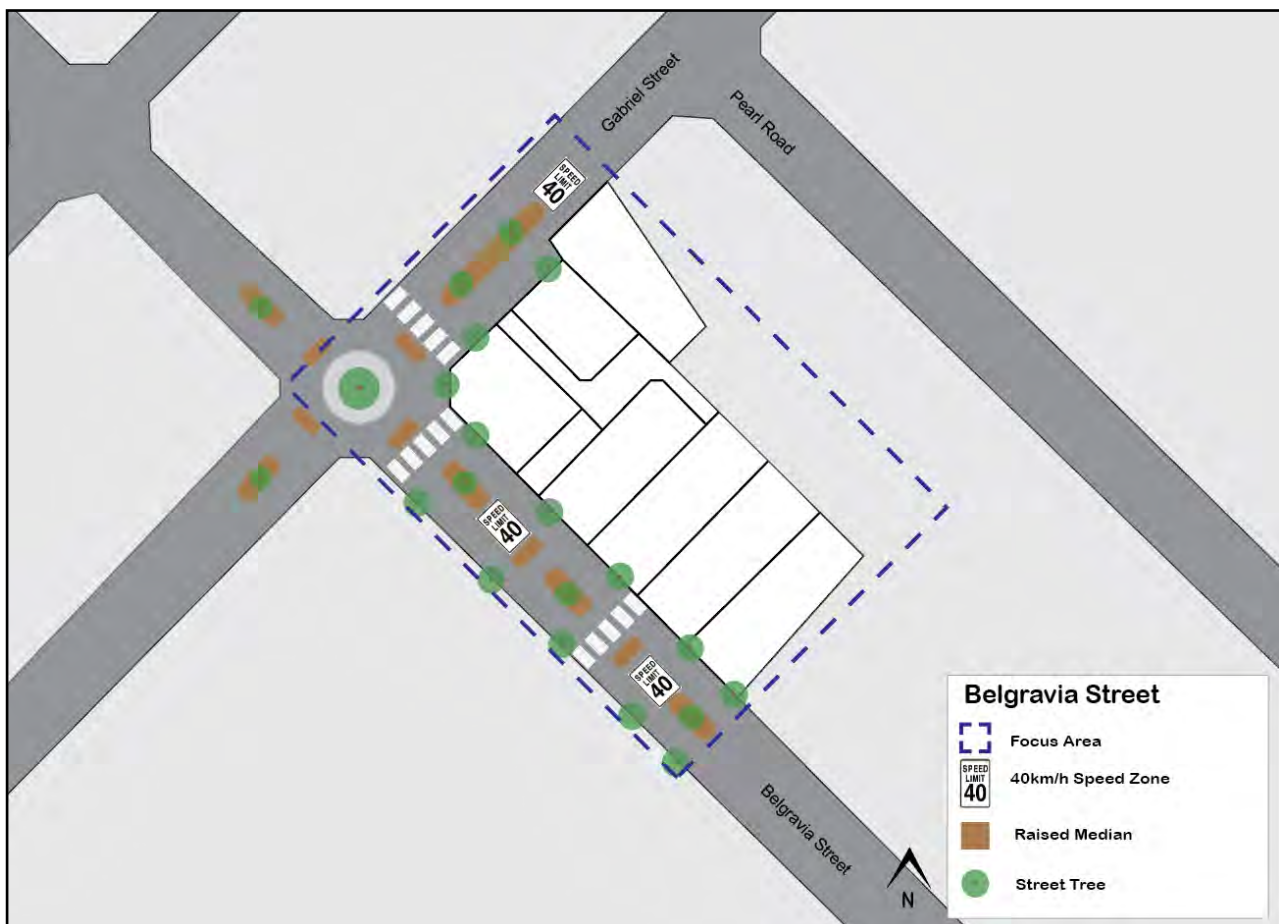 Gabriel Street
Pearl Road
SPEED
LIMIT
40
SPEED
LIMIT
40
SPEED
LIMIT
40
Belgravia Street
Belgravia Street
Focus Area
SPEED
LIMIT
40
40km/h Speed Zone
Raised Median
Street Tree
N